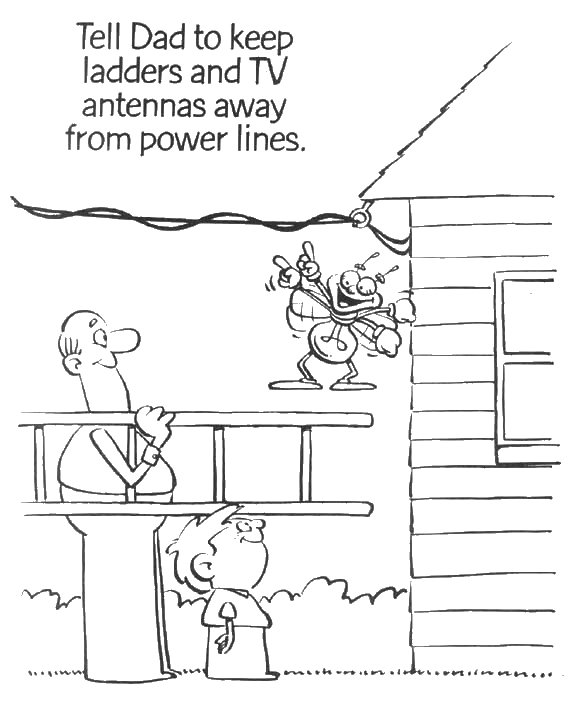 Tell Dad to keep
ladders and TV
antennas away
from power lines.